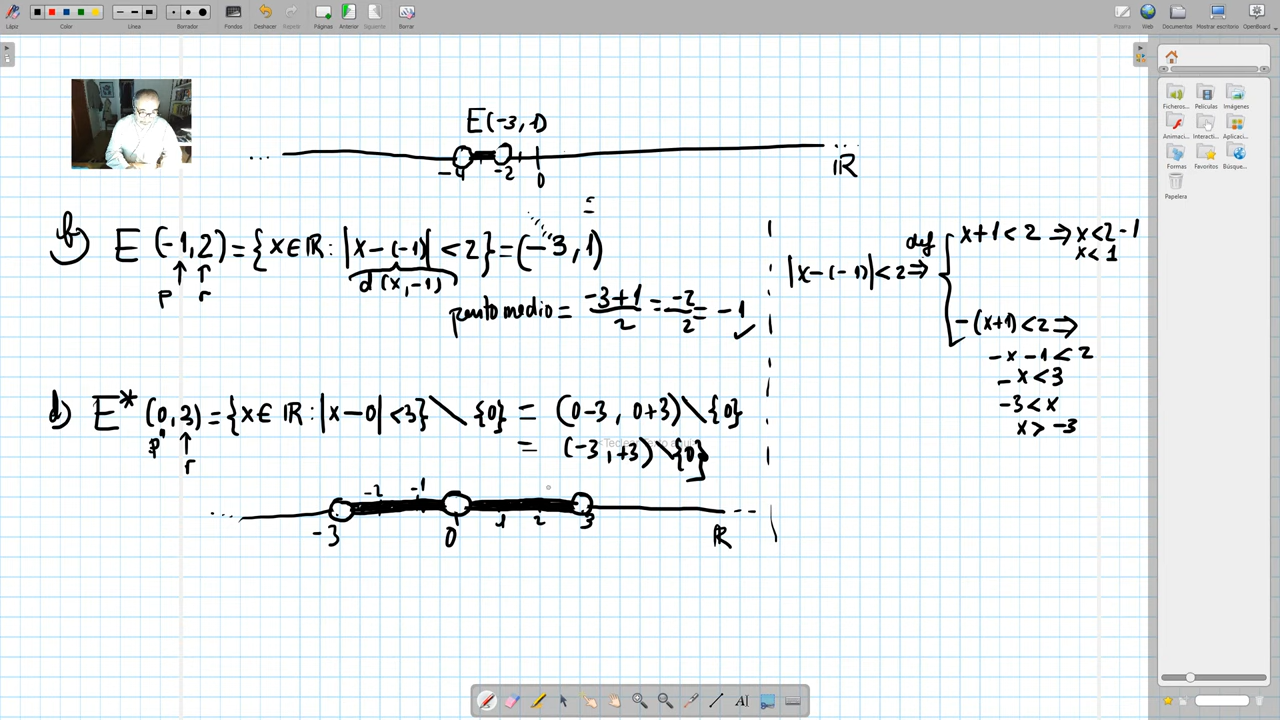 Lápiz Color Línea Borrador Fondos Deshacer Repetir Páginas Anterior Siguiente Borrar Pizarra Web Documentos Mostrar escritorio OpenBoard
E(-3,1)
... -4 -2 0 ... ℝ
b) E (-1,2) = {x∈ℝ: |x-(-1)| <2} = (-3,1)
p r d(x,-1)
punto medio = (-3+1)/2 = -2/2 = -1 ✓
|x-(-1)|<2 ⇒ def { x+1<2 ⇒ x<2-1
x<1
-(x+1)<2 ⇒
-x-1<2
-x<3
-3<x
x>-3
d) E* (0,3) = {x∈ℝ: |x-0|<3} \ {0} = (0-3, 0+3) \ {0}
p r = (-3,+3) \ {0}
... -3 -2 -1 0 1 2 3 ... ℝ
Ficheros... Películas Imágenes
Animaci... Interacti... Aplicaci...
Formas Favoritos Búsque...
Papelera